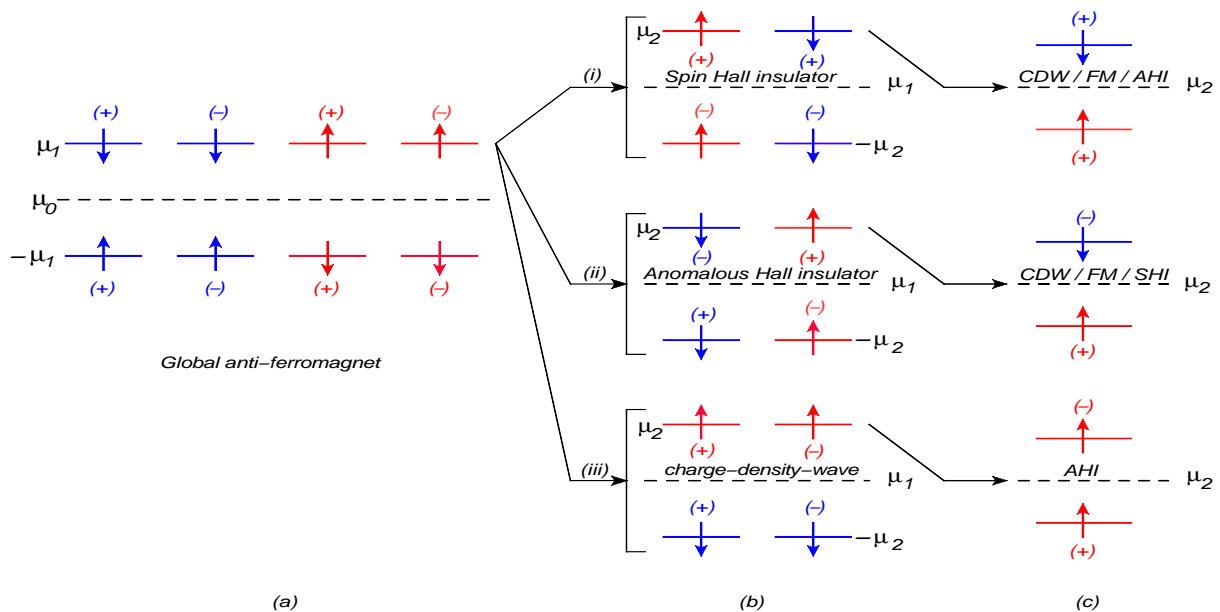 (+) (–) (+) (–)
μ1
μ0
–μ1
(+) (–) (+) (–)
Global anti–ferromagnet
(a)
(i)
μ2
(+) (+)
Spin Hall insulator
μ1
(–) (–)
–μ2
(ii)
μ2
(–) (+)
Anomalous Hall insulator
μ1
(+) (–)
–μ2
(iii)
μ2
(+) (–)
charge–density–wave
μ1
(+) (–)
–μ2
(b)
(+)
CDW / FM / AHI
μ2
(+)
(–)
CDW / FM / SHI
μ2
(+)
(–)
AHI
μ2
(+)
(c)